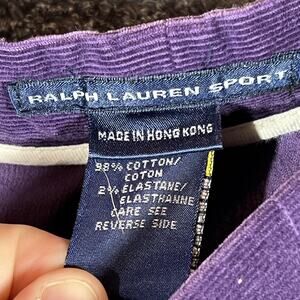 RALPH LAUREN SPORT
MADE IN HONG KONG
98% COTTON/
COTON
2% ELASTANE/
ELASTHANNE
CARE SEE
REVERSE SIDE